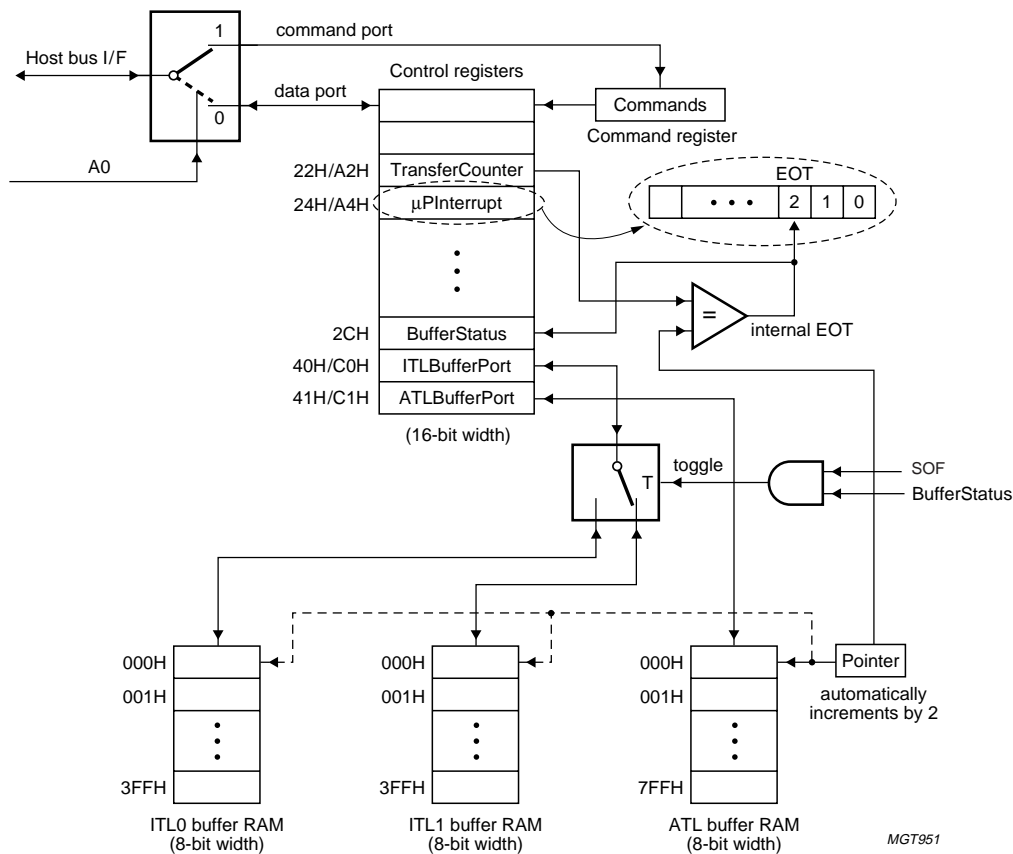 1
command port
Host bus I/F
Control registers
data port
0
Commands
Command register
A0
EOT
22H/A2H
TransferCounter
24H/A4H
μPInterrupt
• • •
2
1
0
=
internal EOT
2CH
BufferStatus
40H/C0H
ITLBufferPort
41H/C1H
ATLBufferPort
(16-bit width)
toggle
T
SOF
BufferStatus
000H
000H
000H
Pointer
001H
001H
001H
automatically
increments by 2
3FFH
3FFH
7FFH
ITL0 buffer RAM
(8-bit width)
ITL1 buffer RAM
(8-bit width)
ATL buffer RAM
(8-bit width)
MGT951